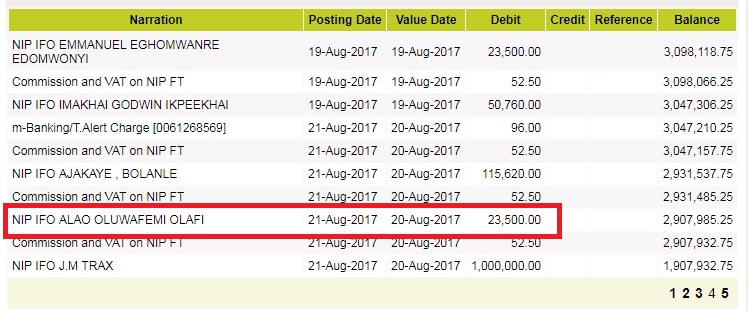 Narration Posting Date Value Date Debit Credit Reference Balance
NIP IFO EMMANUEL EGHOMWANRE
EDOMWONYI 19-Aug-2017 19-Aug-2017 23,500.00 3,098,118.75
Commission and VAT on NIP FT 19-Aug-2017 19-Aug-2017 52.50 3,098,066.25
NIP IFO IMAKHAI GODWIN IKPEEKHAI 19-Aug-2017 19-Aug-2017 50,760.00 3,047,306.25
m-Banking/T.Alert Charge [0061268569] 21-Aug-2017 20-Aug-2017 96.00 3,047,210.25
Commission and VAT on NIP FT 21-Aug-2017 20-Aug-2017 52.50 3,047,157.75
NIP IFO AJAKAYE , BOLANLE 21-Aug-2017 20-Aug-2017 115,620.00 2,931,537.75
Commission and VAT on NIP FT 21-Aug-2017 20-Aug-2017 52.50 2,931,485.25
NIP IFO ALAO OLUWAFEMI OLAFI 21-Aug-2017 20-Aug-2017 23,500.00 2,907,985.25
Commission and VAT on NIP FT 21-Aug-2017 20-Aug-2017 52.50 2,907,932.75
NIP IFO J.M TRAX 21-Aug-2017 20-Aug-2017 1,000,000.00 1,907,932.75
1 2 3 4 5